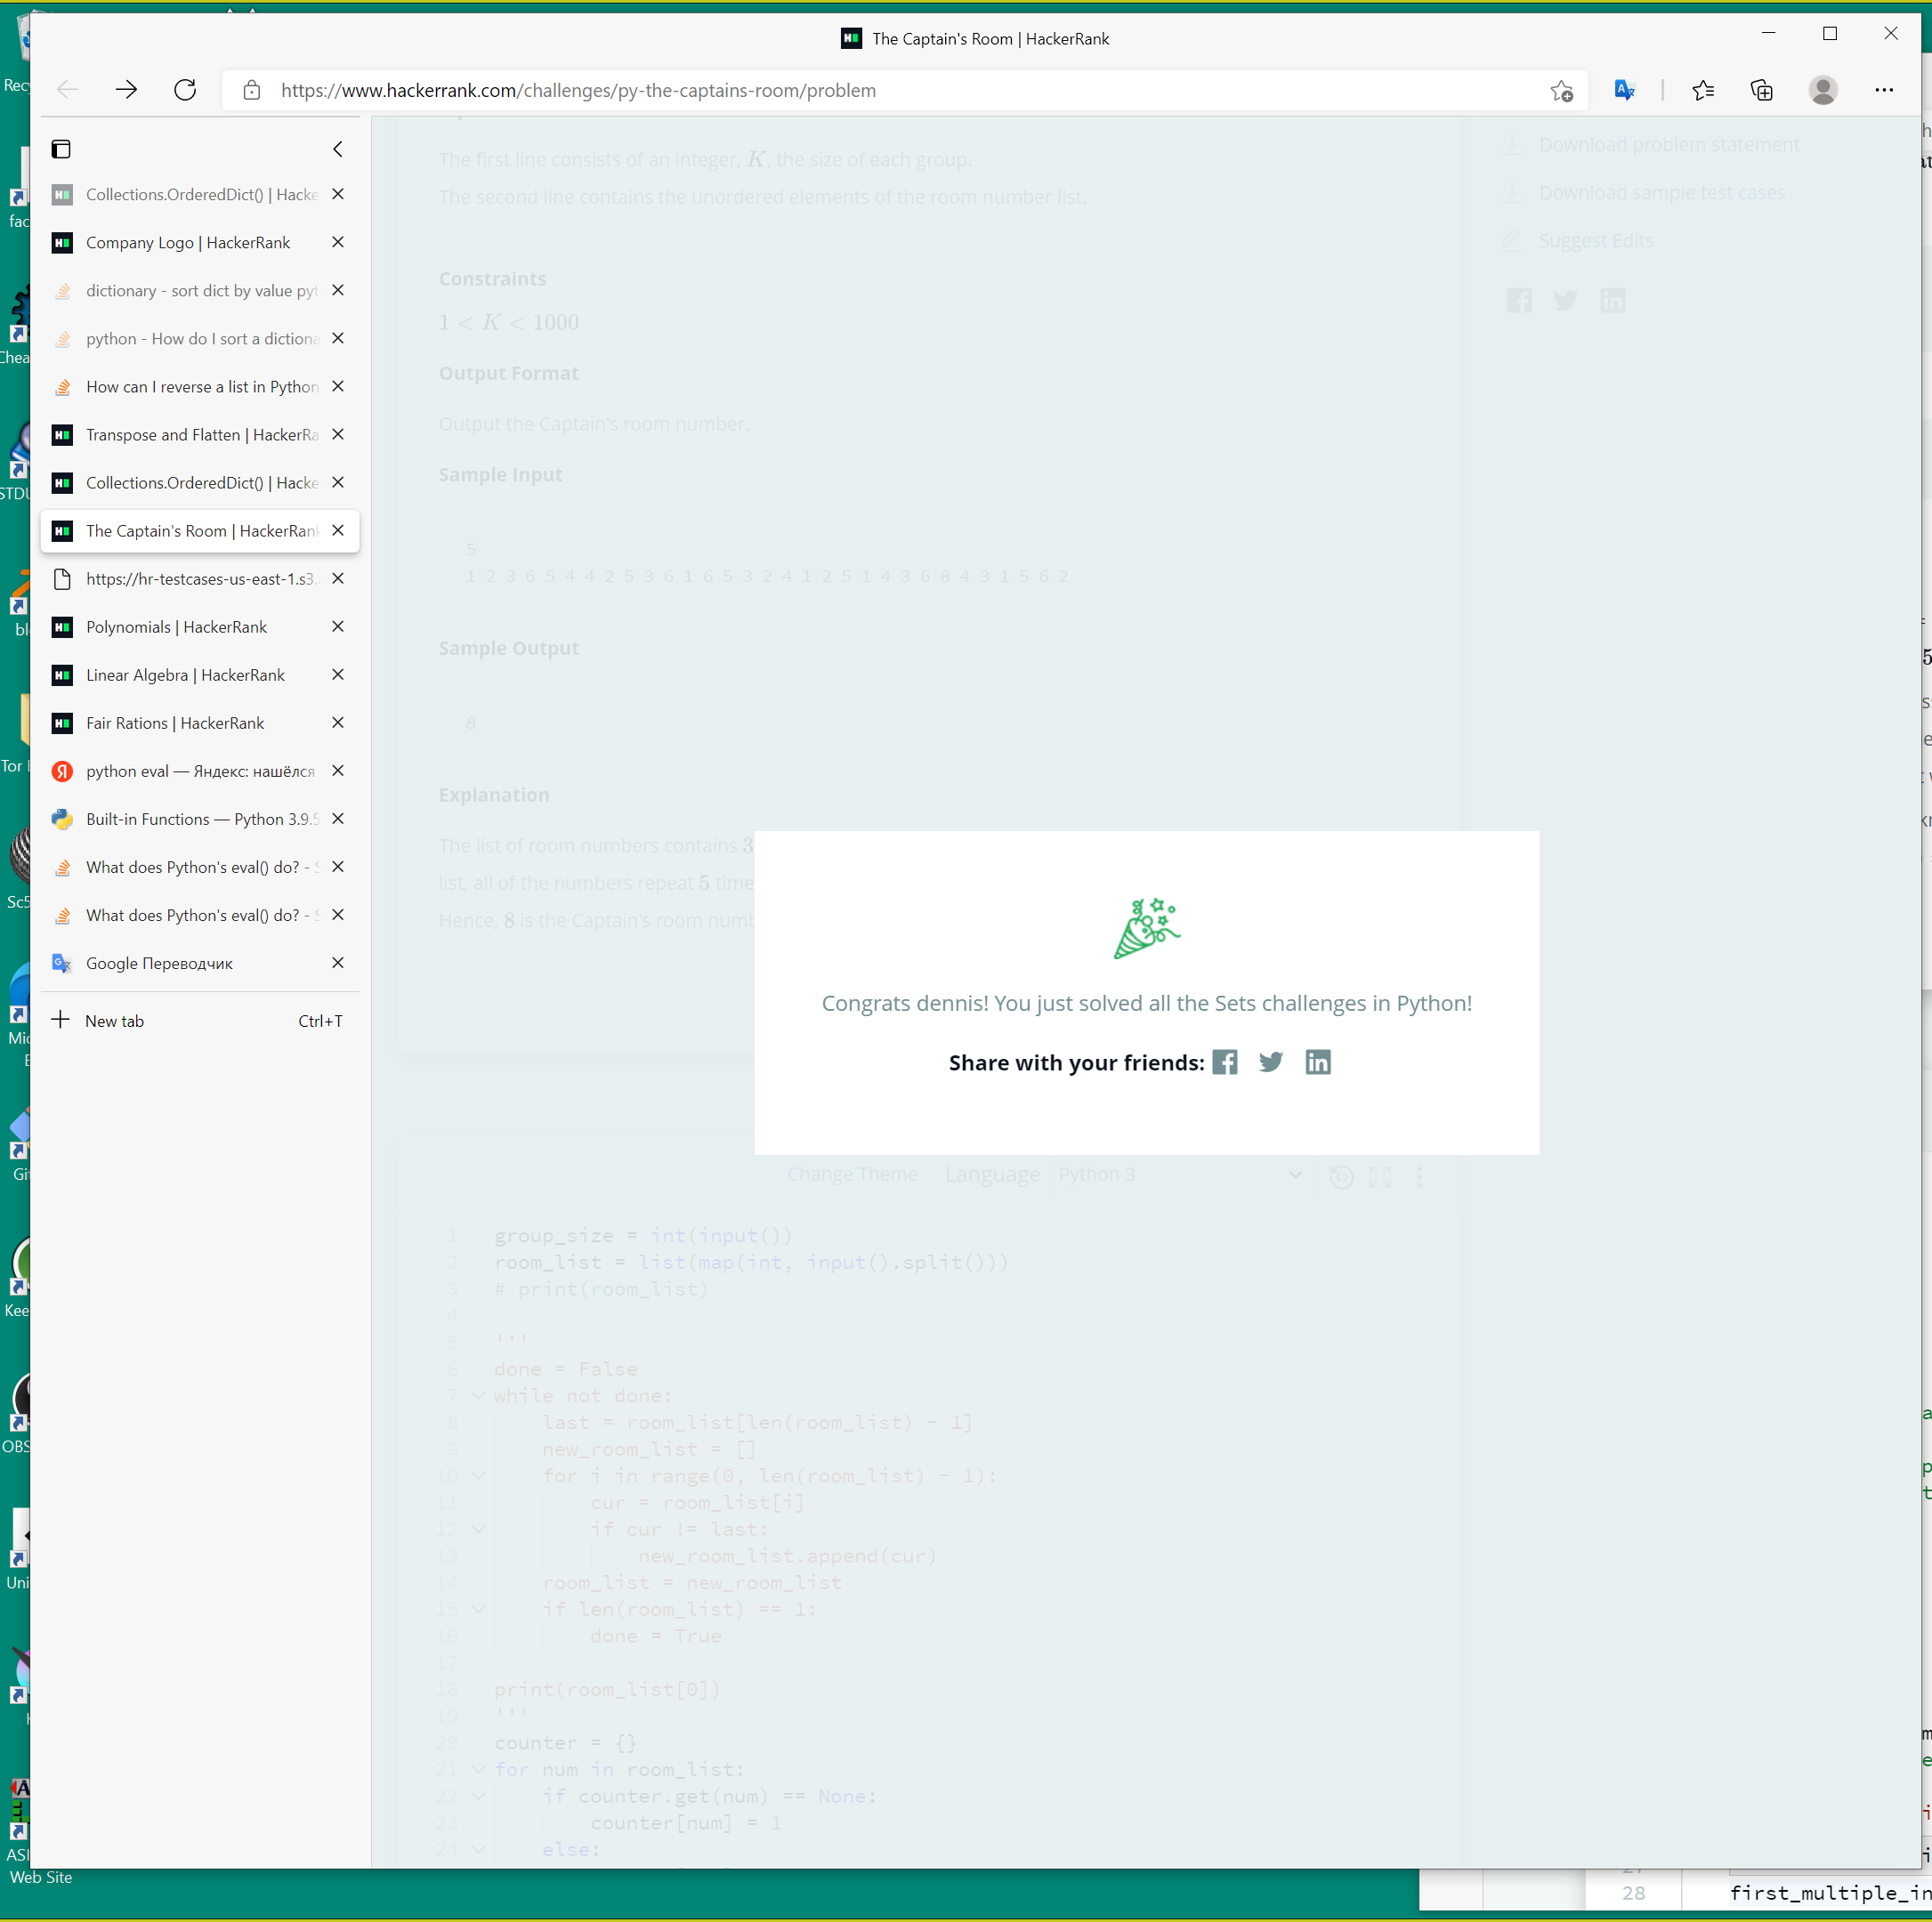 The Captain's Room | HackerRank
https://www.hackerrank.com/challenges/py-the-captains-room/problem
Collections.OrderedDict() | Hacke
Company Logo | HackerRank
dictionary - sort dict by value pyt
python - How do I sort a dictiona
How can I reverse a list in Python
Transpose and Flatten | HackerRa
Collections.OrderedDict() | Hacke
The Captain's Room | HackerRan
https://hr-testcases-us-east-1.s3.
Polynomials | HackerRank
Linear Algebra | HackerRank
Fair Rations | HackerRank
python eval — Яндекс: нашёлся
Built-in Functions — Python 3.9.5
What does Python's eval() do? - S
What does Python's eval() do? - S
Google Переводчик
New tab Ctrl+T
The first line consists of an integer, K, the size of each group.
The second line contains the unordered elements of the room number list.
Constraints
1 < K < 1000
Output Format
Output the Captain's room number.
Sample Input
5
1 2 3 6 5 4 4 2 5 3 6 1 6 5 3 2 4 1 2 5 1 4 3 6 8 4 3 1 5 6 2
Sample Output
8
Explanation
The list of room numbers contains 3
list, all of the numbers repeat 5 time
Hence, 8 is the Captain's room numb
Download problem statement
Download sample test cases
Suggest Edits
Congrats dennis! You just solved all the Sets challenges in Python!
Share with your friends:
Change Theme Language Python 3
1 group_size = int(input())
2 room_list = list(map(int, input().split()))
3 # print(room_list)
4
5 '''
6 done = False
7 while not done:
8 last = room_list[len(room_list) - 1]
9 new_room_list = []
10 for i in range(0, len(room_list) - 1):
11 cur = room_list[i]
12 if cur != last:
13 new_room_list.append(cur)
14 room_list = new_room_list
15 if len(room_list) == 1:
16 done = True
17
18 print(room_list[0])
19 '''
20 counter = {}
21 for num in room_list:
22 if counter.get(num) == None:
23 counter[num] = 1
24 else:
Rec
fac
Chea
STDU
bl
Tor
Sc5
Mic
E
Gi
Kee
OBS
Uni
ASI
Web Site
28 first_multiple_in